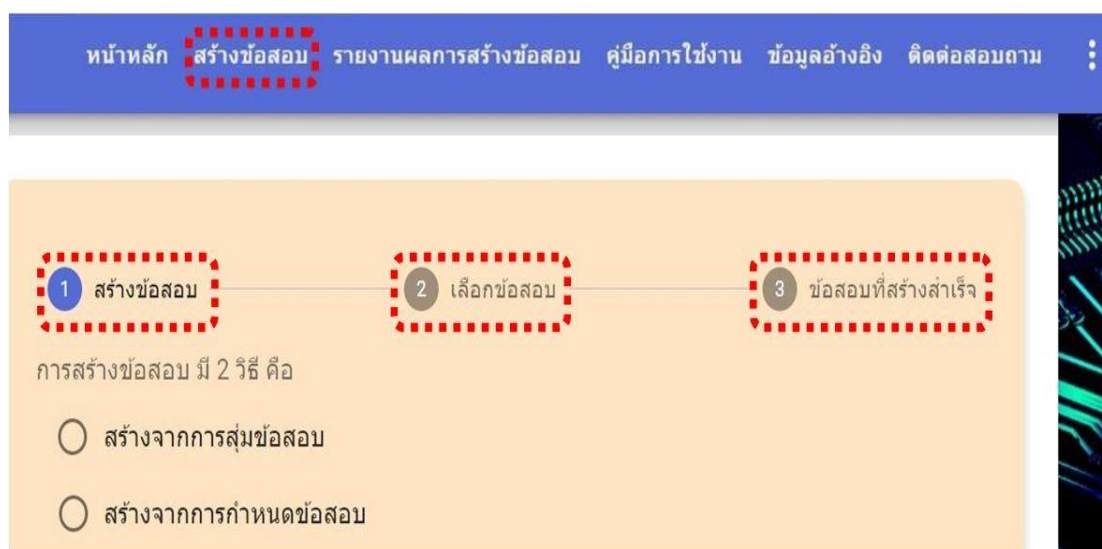 หน้าหลัก สร้างข้อสอบ รายงานผลการสร้างข้อสอบ คู่มือการใช้งาน ข้อมูลอ้างอิง ติดต่อสอบถาม
1 สร้างข้อสอบ 2 เลือกข้อสอบ 3 ข้อสอบที่สร้างสำเร็จ
การสร้างข้อสอบ มี 2 วิธี คือ
สร้างจากการสุ่มข้อสอบ
สร้างจากการกำหนดข้อสอบ